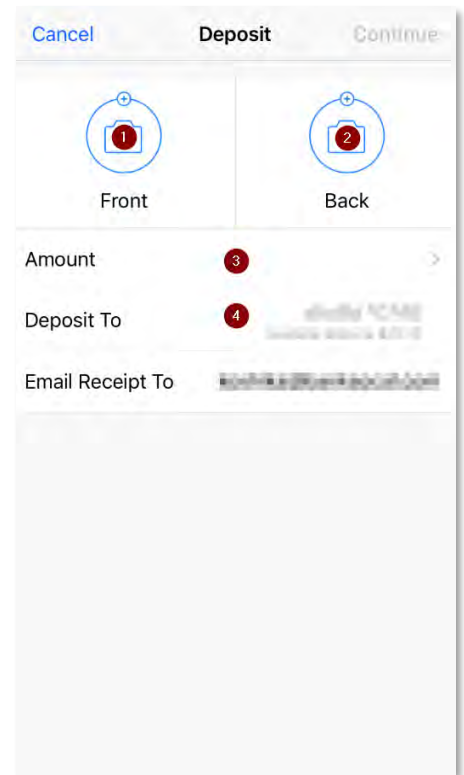 Cancel Deposit Continue
1 2
Front Back
Amount 3
Deposit To 4
Email Receipt To